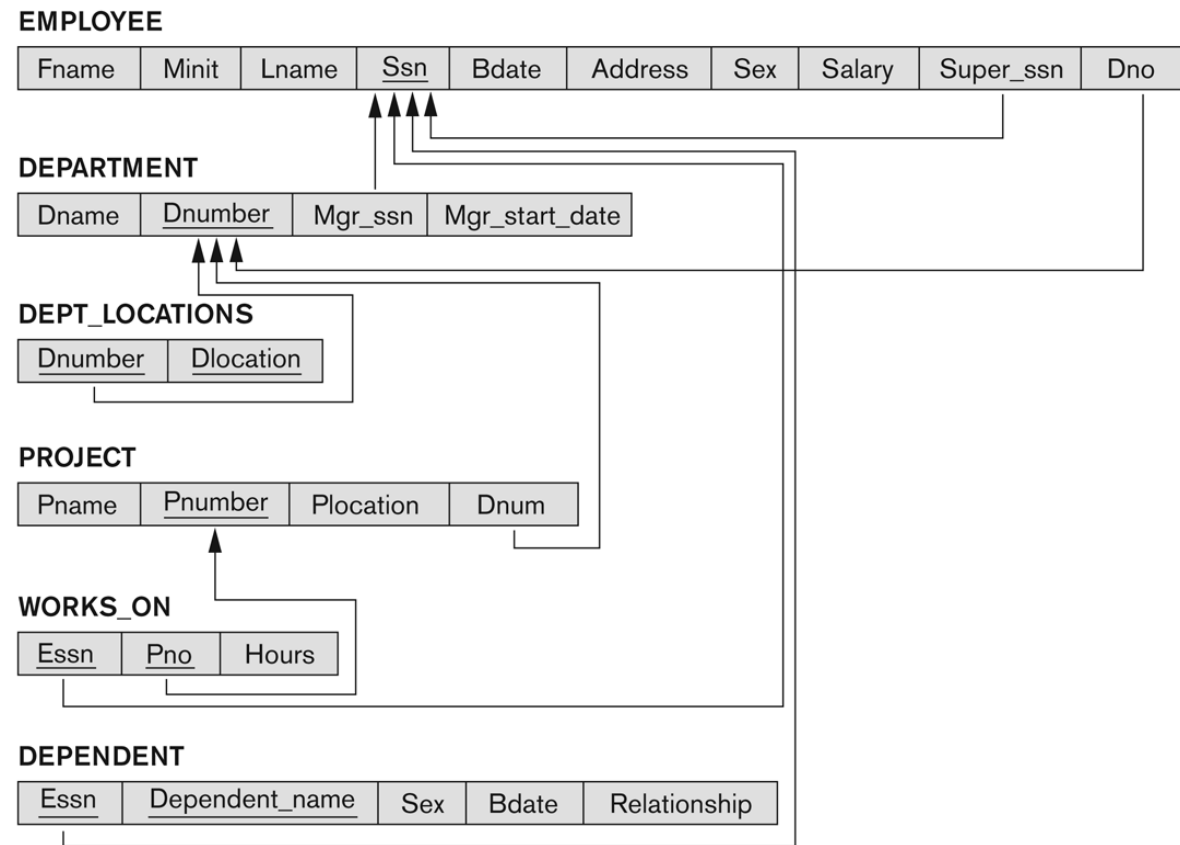 EMPLOYEE
Fname Minit Lname Ssn Bdate Address Sex Salary Super_ssn Dno
DEPARTMENT
Dname Dnumber Mgr_ssn Mgr_start_date
DEPT_LOCATIONS
Dnumber Dlocation
PROJECT
Pname Pnumber Plocation Dnum
WORKS_ON
Essn Pno Hours
DEPENDENT
Essn Dependent_name Sex Bdate Relationship